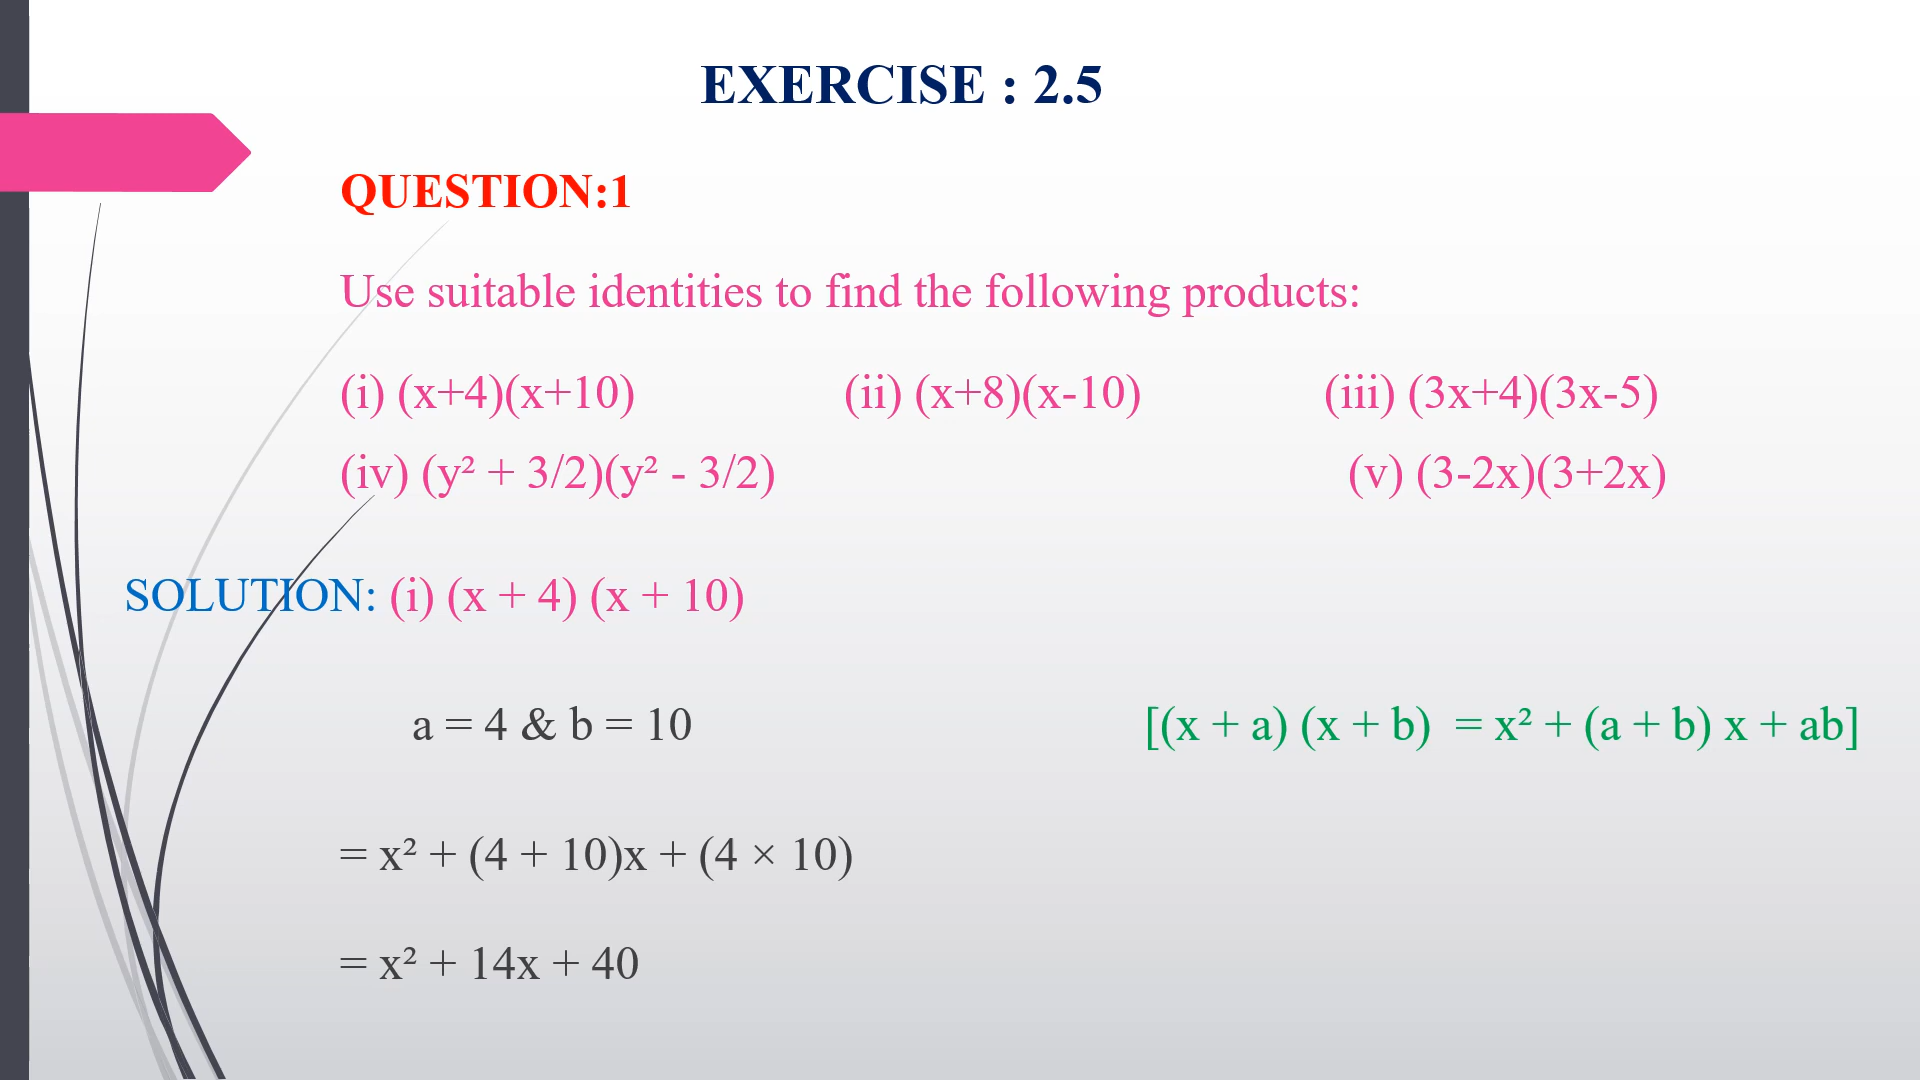 EXERCISE : 2.5
QUESTION:1
Use suitable identities to find the following products:
(i) (x+4)(x+10) (ii) (x+8)(x-10) (iii) (3x+4)(3x-5)
(iv) (y² + 3/2)(y² - 3/2) (v) (3-2x)(3+2x)
SOLUTION: (i) (x + 4) (x + 10)
a = 4 & b = 10 [(x + a) (x + b) = x² + (a + b) x + ab]
= x² + (4 + 10)x + (4 × 10)
= x² + 14x + 40